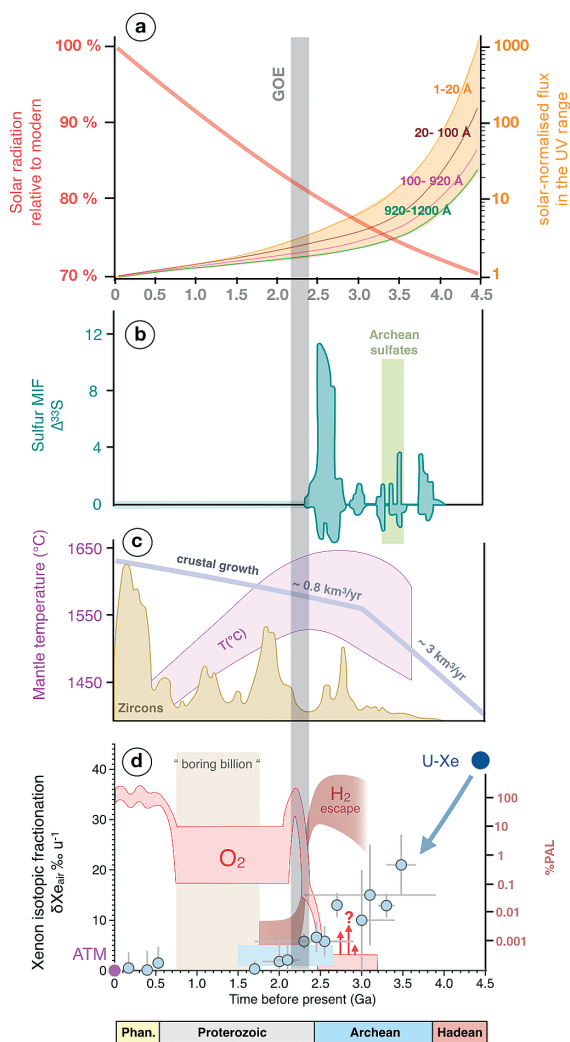 a
100 %
90 %
80 %
70 %
Solar radiation
relative to modern
GOE
1-20 Å
20- 100 Å
100- 920 Å
920-1200 Å
1000
100
10
1
solar-normalised flux
in the UV range
0 0.5 1.0 1.5 2.0 2.5 3.0 3.5 4.0 4.5
b
12
8
4
0
Sulfur MIF
Δ³³S
Archean
sulfates
c
1650
1550
1450
Mantle temperature (°C)
crustal growth
~ 0.8 km³/yr
~ 3 km³/yr
T(°C)
Zircons
d
40
30
20
10
0
Xenon isotopic fractionation
δXeair ‰ u⁻¹
" boring billion "
U-Xe
H₂
escape
O₂
?
ATM
100
10
1
0.1
0.01
0.001
%PAL
0.0 0.5 1.0 1.5 2.0 2.5 3.0 3.5 4.0 4.5
Time before present (Ga)
Phan. Proterozoic Archean Hadean